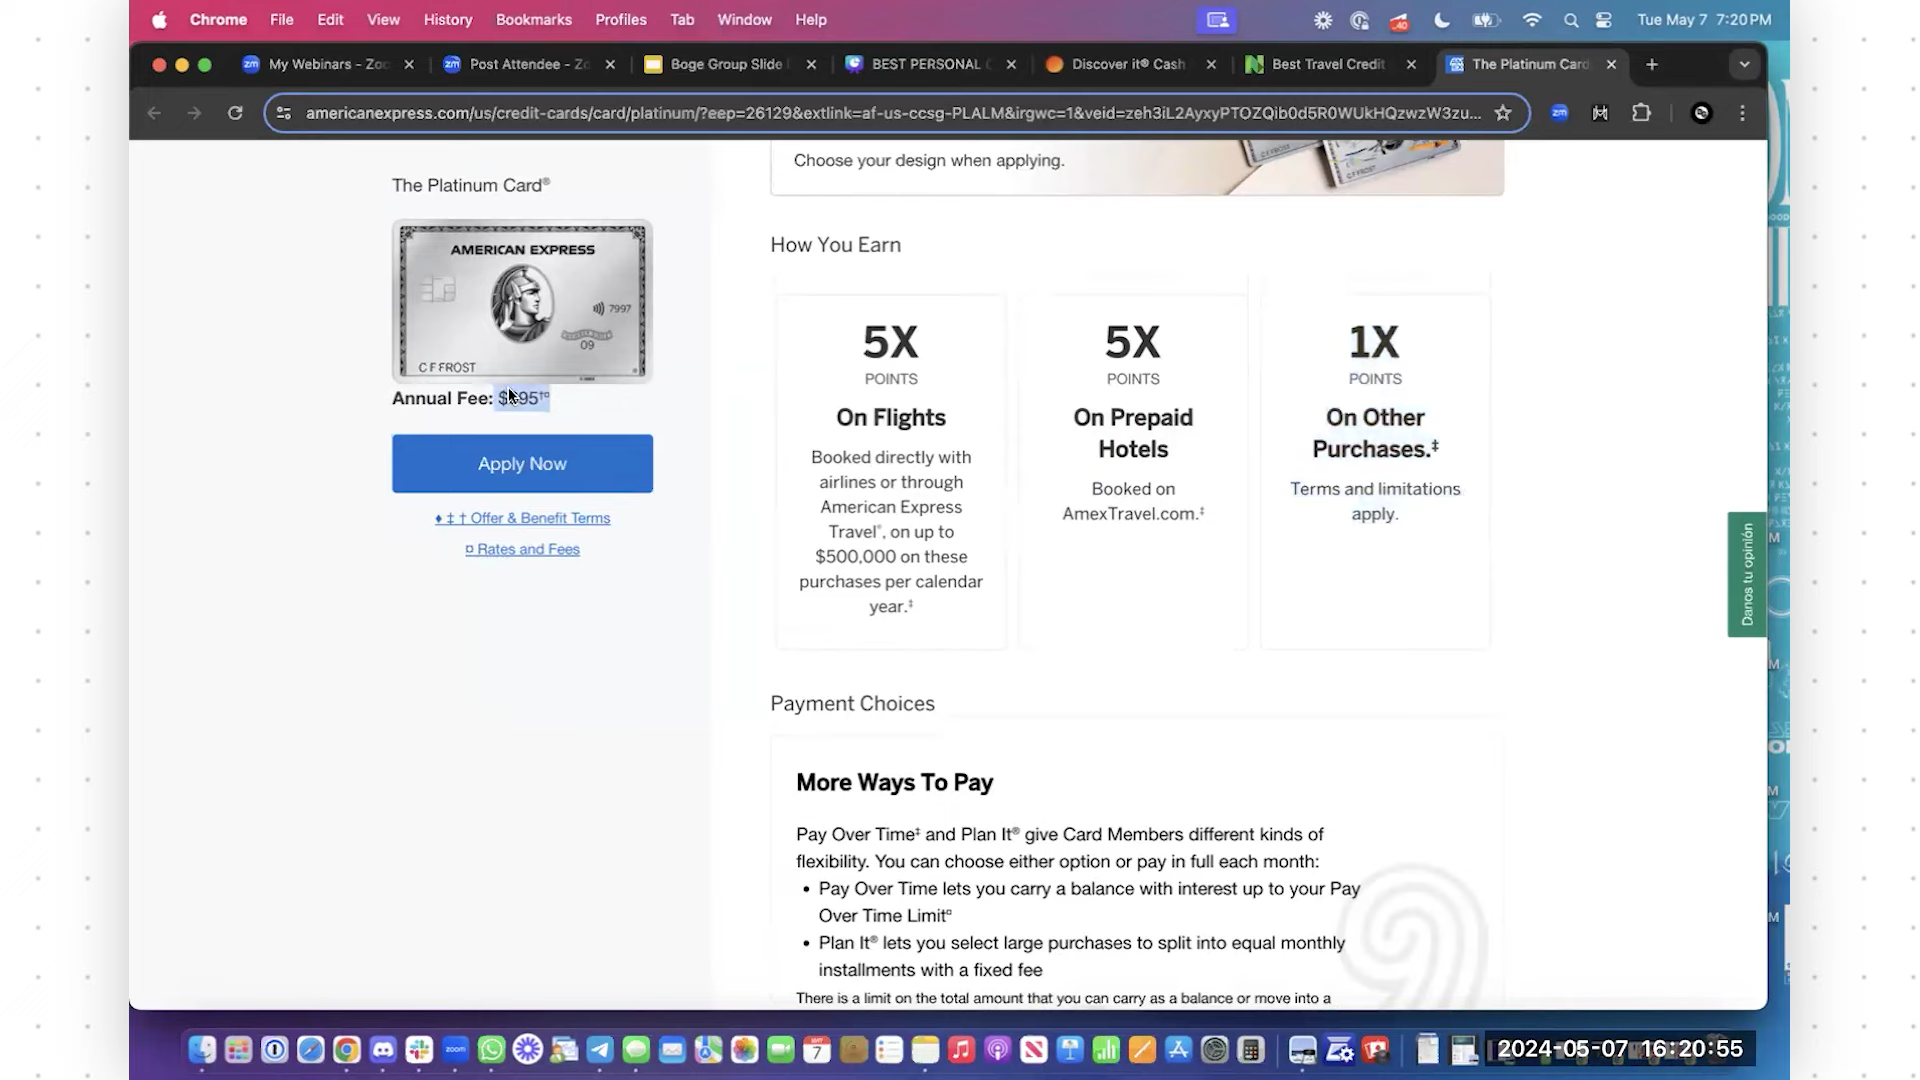 Chrome File Edit View History Bookmarks Profiles Tab Window Help
40
Tue May 7 7:20 PM
zm My Webinars - Zoo
zm Post Attendee - Zo
Boge Group Slide
BEST PERSONAL
Discover it® Cash
Best Travel Credit
The Platinum Card
americanexpress.com/us/credit-cards/card/platinum/?eep=26129&extlink=af-us-ccsg-PLALM&irgwc=1&veid=zeh3iL2AyxyPTOZQib0d5R0WUkHQzwzW3zu...
zm
The Platinum Card®
AMERICAN EXPRESS
7997
09
C F FROST
Annual Fee:
Apply Now
♦ ‡ † Offer & Benefit Terms
¤ Rates and Fees
Choose your design when applying.
C F FROST
How You Earn
5X
POINTS
On Flights
Booked directly with
airlines or through
American Express
Travel®, on up to
$500,000 on these
purchases per calendar
year.‡
5X
POINTS
On Prepaid
Hotels
Booked on
AmexTravel.com.‡
1X
POINTS
On Other
Purchases.‡
Terms and limitations
apply.
Payment Choices
More Ways To Pay
Pay Over Time‡ and Plan It® give Card Members different kinds of
flexibility. You can choose either option or pay in full each month:
• Pay Over Time lets you carry a balance with interest up to your Pay
Over Time Limit¤
• Plan It® lets you select large purchases to split into equal monthly
installments with a fixed fee
There is a limit on the total amount that you can carry as a balance or move into a
Danos tu opinión
zoom
MAY
7
2024-05-07 16:20:55